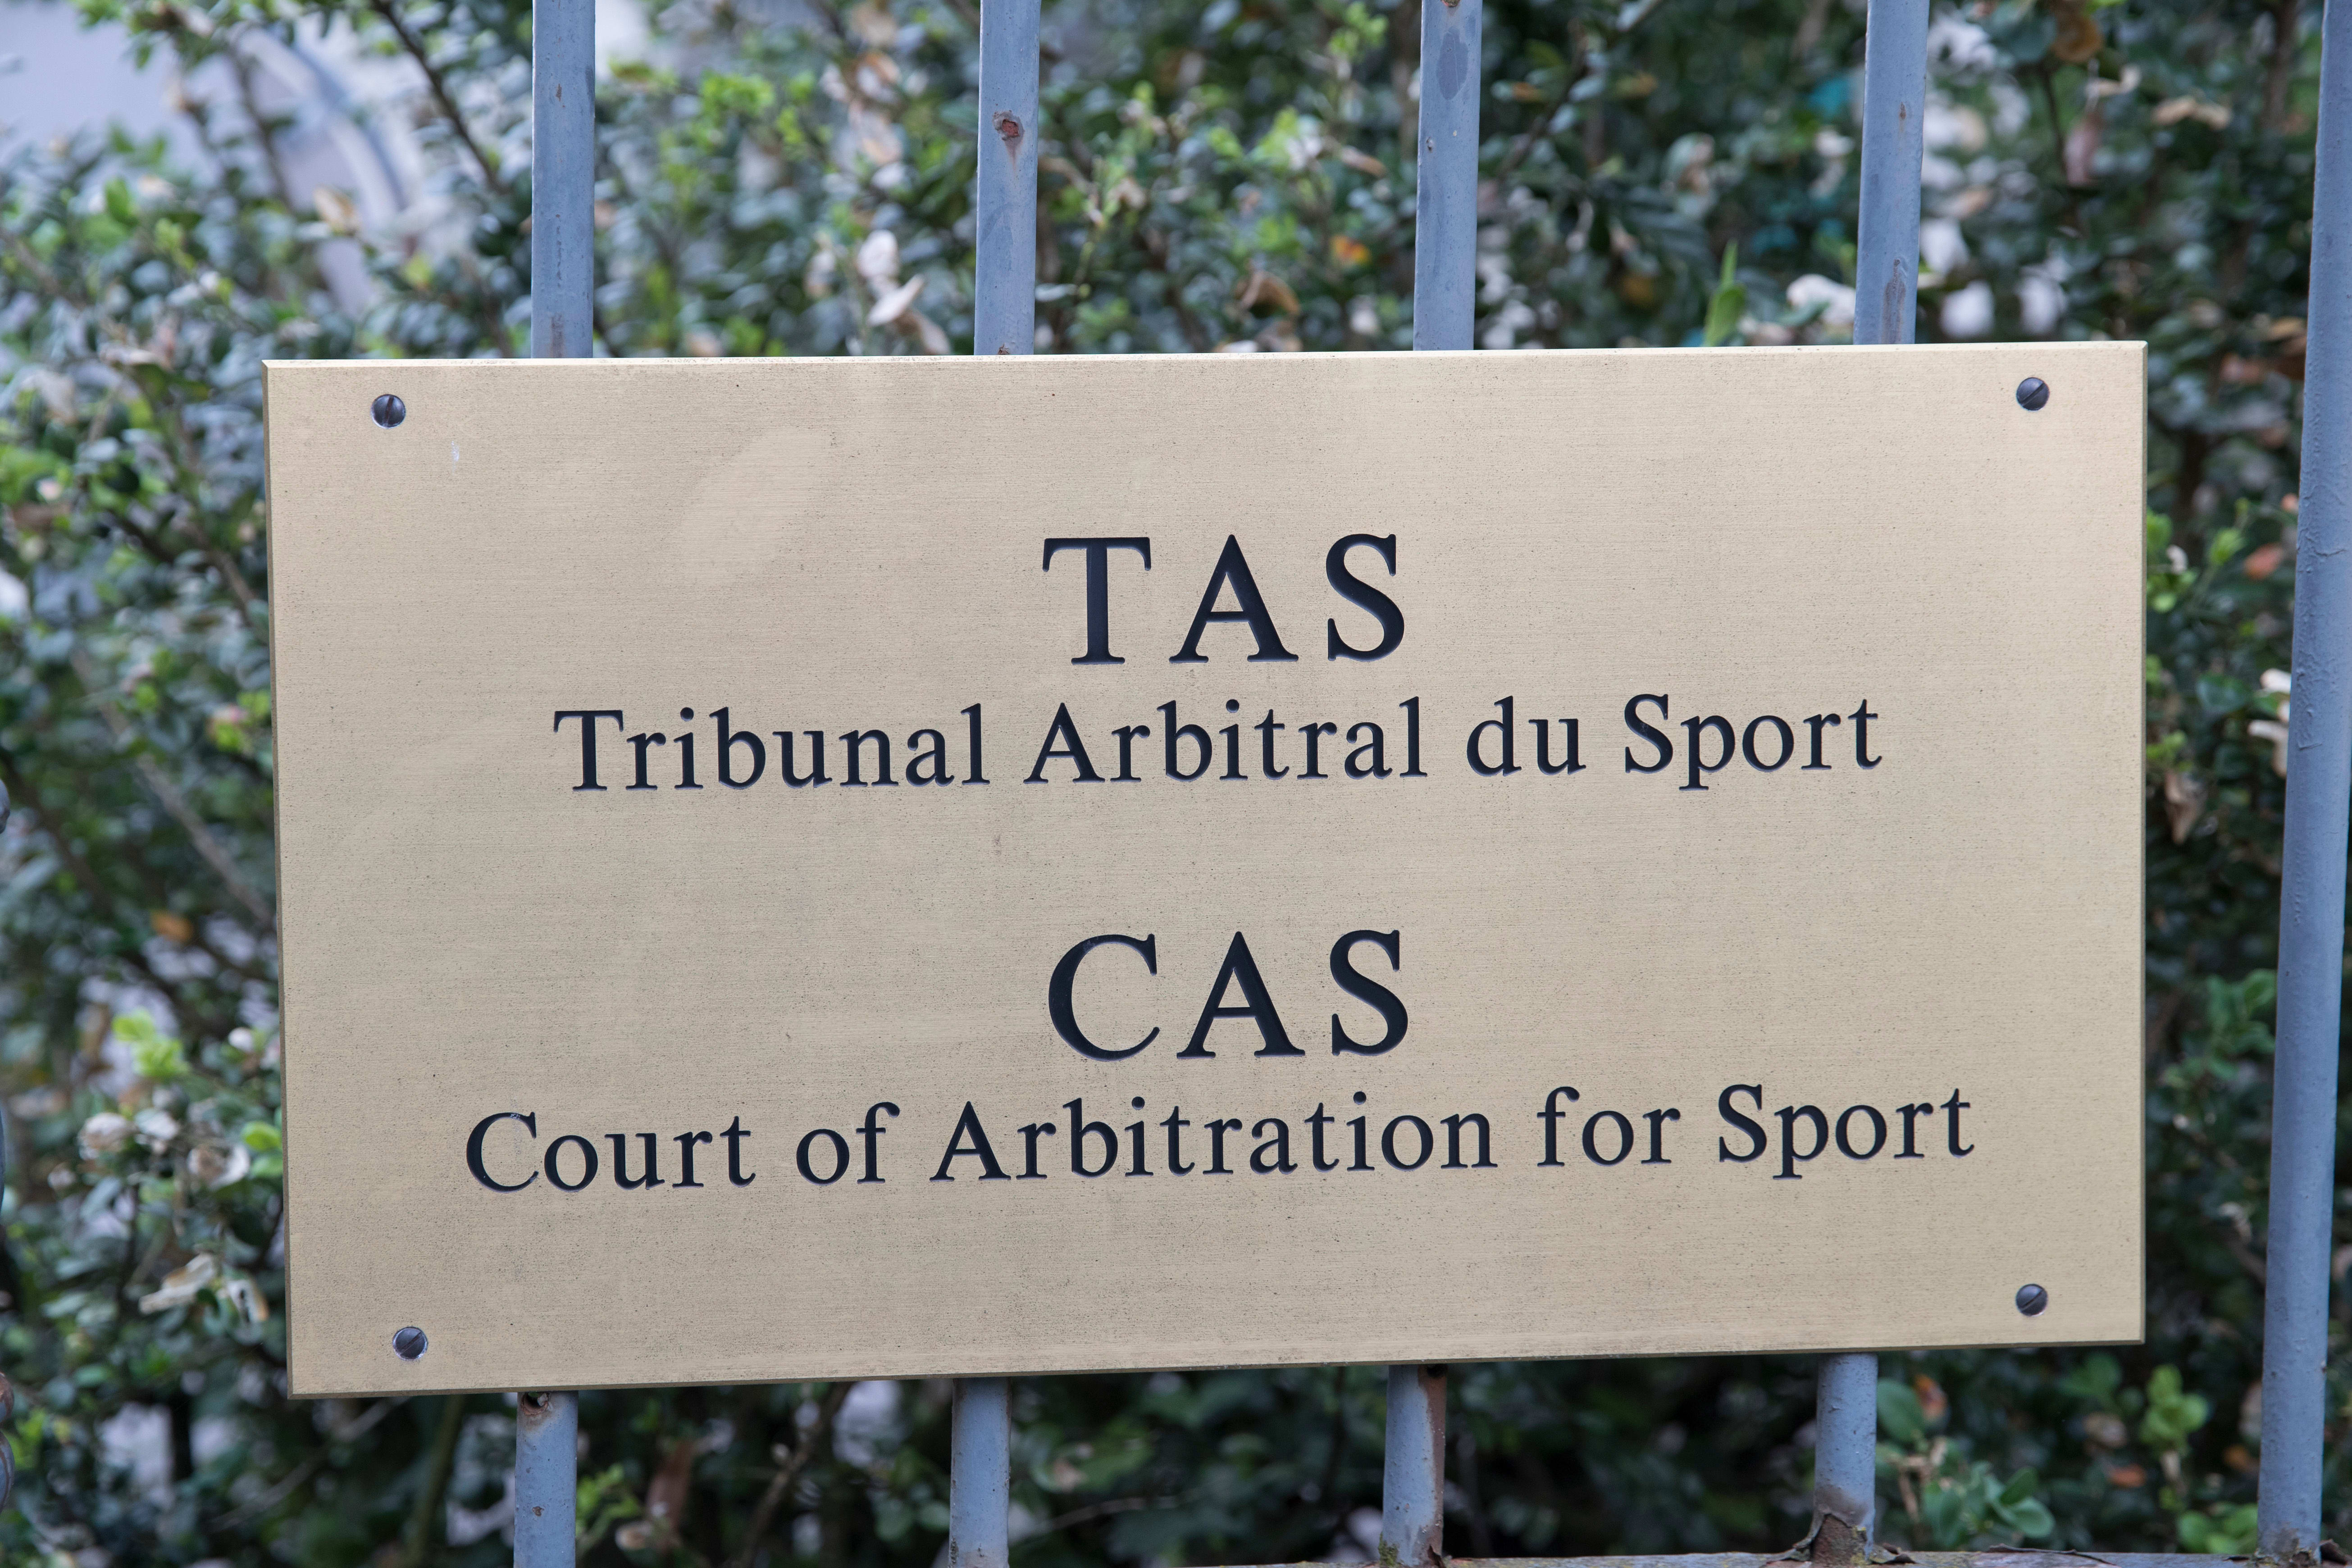 TAS
Tribunal Arbitral du Sport
CAS
Court of Arbitration for Sport